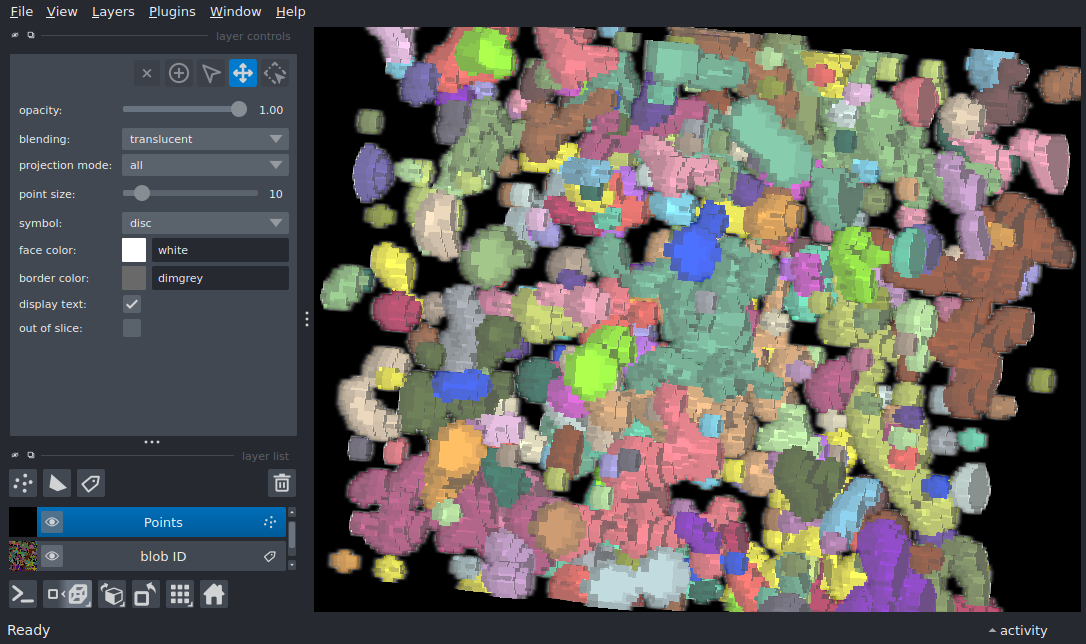 File View Layers Plugins Window Help
layer controls
opacity: 1.00
blending: translucent
projection mode: all
point size: 10
symbol: disc
face color: white
border color: dimgrey
display text:
out of slice:
layer list
Points
blob ID
Ready
activity